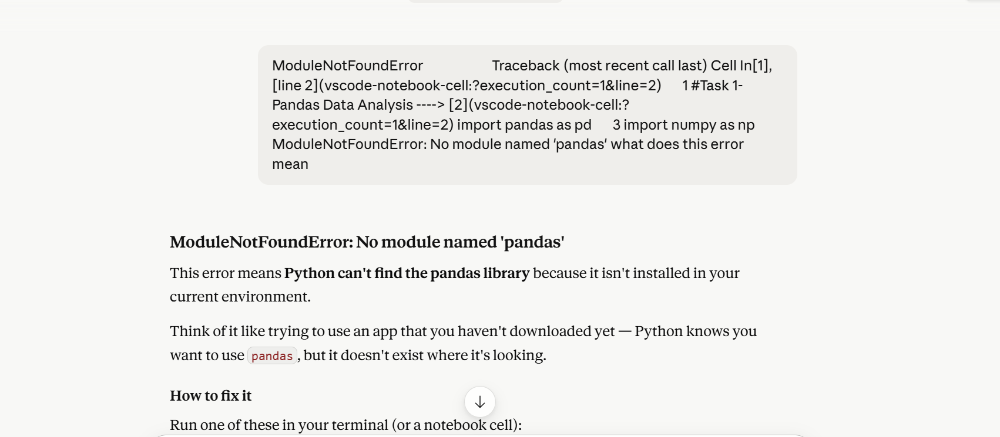 ModuleNotFoundError Traceback (most recent call last) Cell In[1],
[line 2](vscode-notebook-cell:?execution_count=1&line=2) 1 #Task 1-
Pandas Data Analysis ----> [2](vscode-notebook-cell:?
execution_count=1&line=2) import pandas as pd 3 import numpy as np
ModuleNotFoundError: No module named 'pandas' what does this error
mean
ModuleNotFoundError: No module named 'pandas'
This error means Python can't find the pandas library because it isn't installed in your
current environment.
Think of it like trying to use an app that you haven't downloaded yet — Python knows you
want to use pandas, but it doesn't exist where it's looking.
How to fix it
Run one of these in your terminal (or a notebook cell):